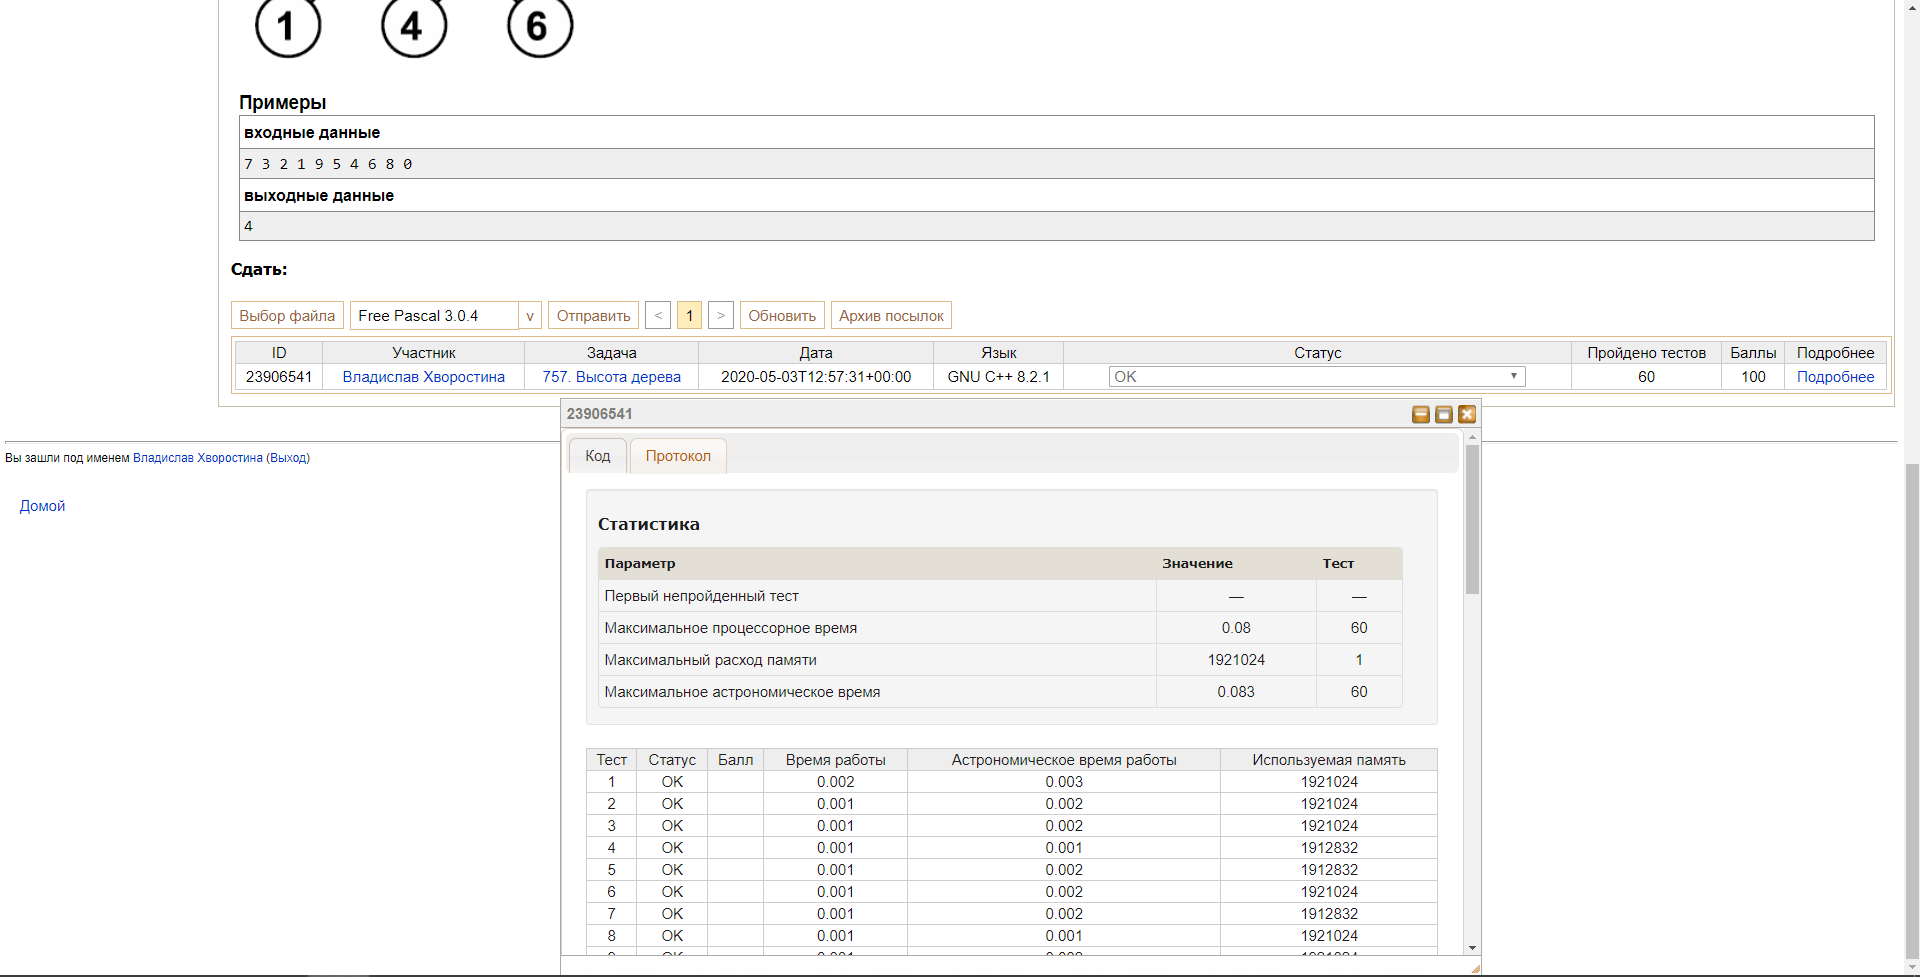 1 4 6
Примеры
входные данные
7 3 2 1 9 5 4 6 8 0
выходные данные
4
Сдать:
Выбор файла Free Pascal 3.0.4 v Отправить < 1 > Обновить Архив посылок
ID Участник Задача Дата Язык Статус Пройдено тестов Баллы Подробнее
23906541 Владислав Хворостина 757. Высота дерева 2020-05-03T12:57:31+00:00 GNU C++ 8.2.1 OK 60 100 Подробнее
23906541
Вы зашли под именем Владислав Хворостина (Выход)
Домой
Код Протокол
Статистика
Параметр Значение Тест
Первый непройденный тест — —
Максимальное процессорное время 0.08 60
Максимальный расход памяти 1921024 1
Максимальное астрономическое время 0.083 60
Тест Статус Балл Время работы Астрономическое время работы Используемая память
1 OK 0.002 0.003 1921024
2 OK 0.001 0.002 1921024
3 OK 0.001 0.002 1921024
4 OK 0.001 0.001 1912832
5 OK 0.001 0.002 1912832
6 OK 0.001 0.002 1921024
7 OK 0.001 0.002 1912832
8 OK 0.001 0.001 1921024